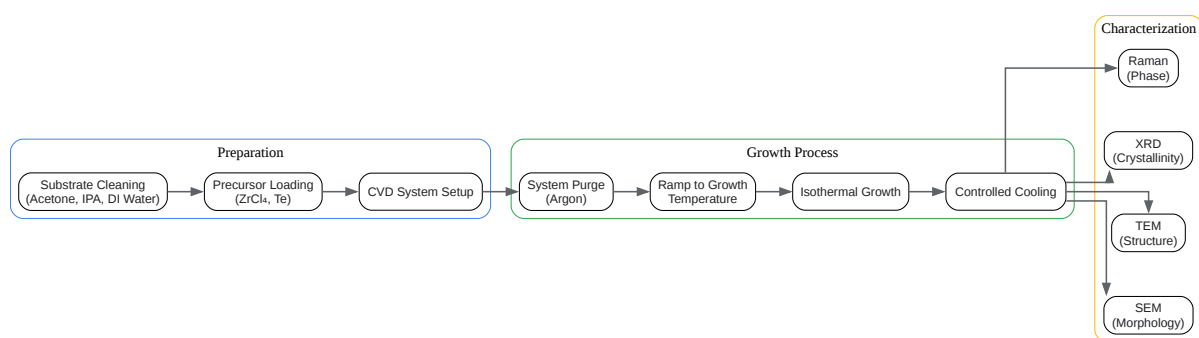 Preparation
Substrate Cleaning
(Acetone, IPA, DI Water)
Precursor Loading
(ZrCl₄, Te)
CVD System Setup
Growth Process
System Purge
(Argon)
Ramp to Growth
Temperature
Isothermal Growth
Controlled Cooling
Characterization
Raman
(Phase)
XRD
(Crystallinity)
TEM
(Structure)
SEM
(Morphology)